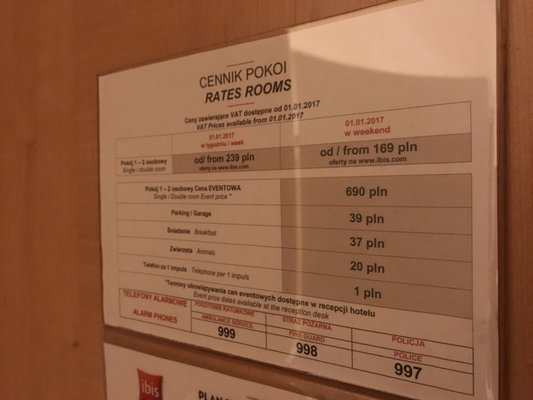 CENNIK POKOI
RATES ROOMS
Ceny zawierające VAT dostępne od 01.01.2017
VAT Prices available from 01.01.2017
01.01.2017
w tygodniu / week
01.01.2017
w weekend
Pokój 1 – 2 osobowy
Single / double room
od/ from 239 pln
od/ from 169 pln
oferty na www.ibis.com
Pokój 1 – 2 osobowy Cena EVENTOWA
Single / Double room Event price *
690 pln
Parking / Garage
39 pln
Śniadanie Breakfast
37 pln
Zwierzęta Animals
20 pln
Telefon za 1 impuls Telephone per 1 impuls
1 pln
*Terminy obowiązywania cen eventowych dostępne w recepcji hotelu
Event price dates available at the reception desk
TELEFONY ALARMOWE
ALARM PHONES
POGOTOWIE RATUNKOWE
AMBULANCE SERVICE
999
STRAŻ POŻARNA
FIRE GUARD
998
POLICJA
POLICE
997
ibis
PLAN